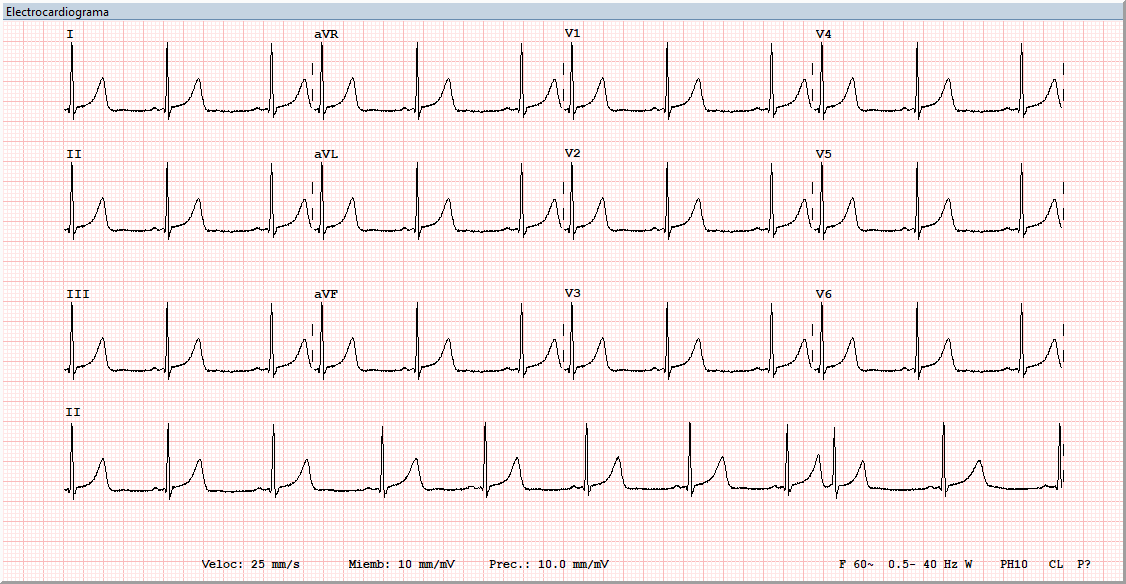 Electrocardiograma
I aVR V1 V4
II aVL V2 V5
III aVF V3 V6
II
Veloc: 25 mm/s Miemb: 10 mm/mV Prec.: 10.0 mm/mV F 60~ 0.5- 40 Hz W PH10 CL P?